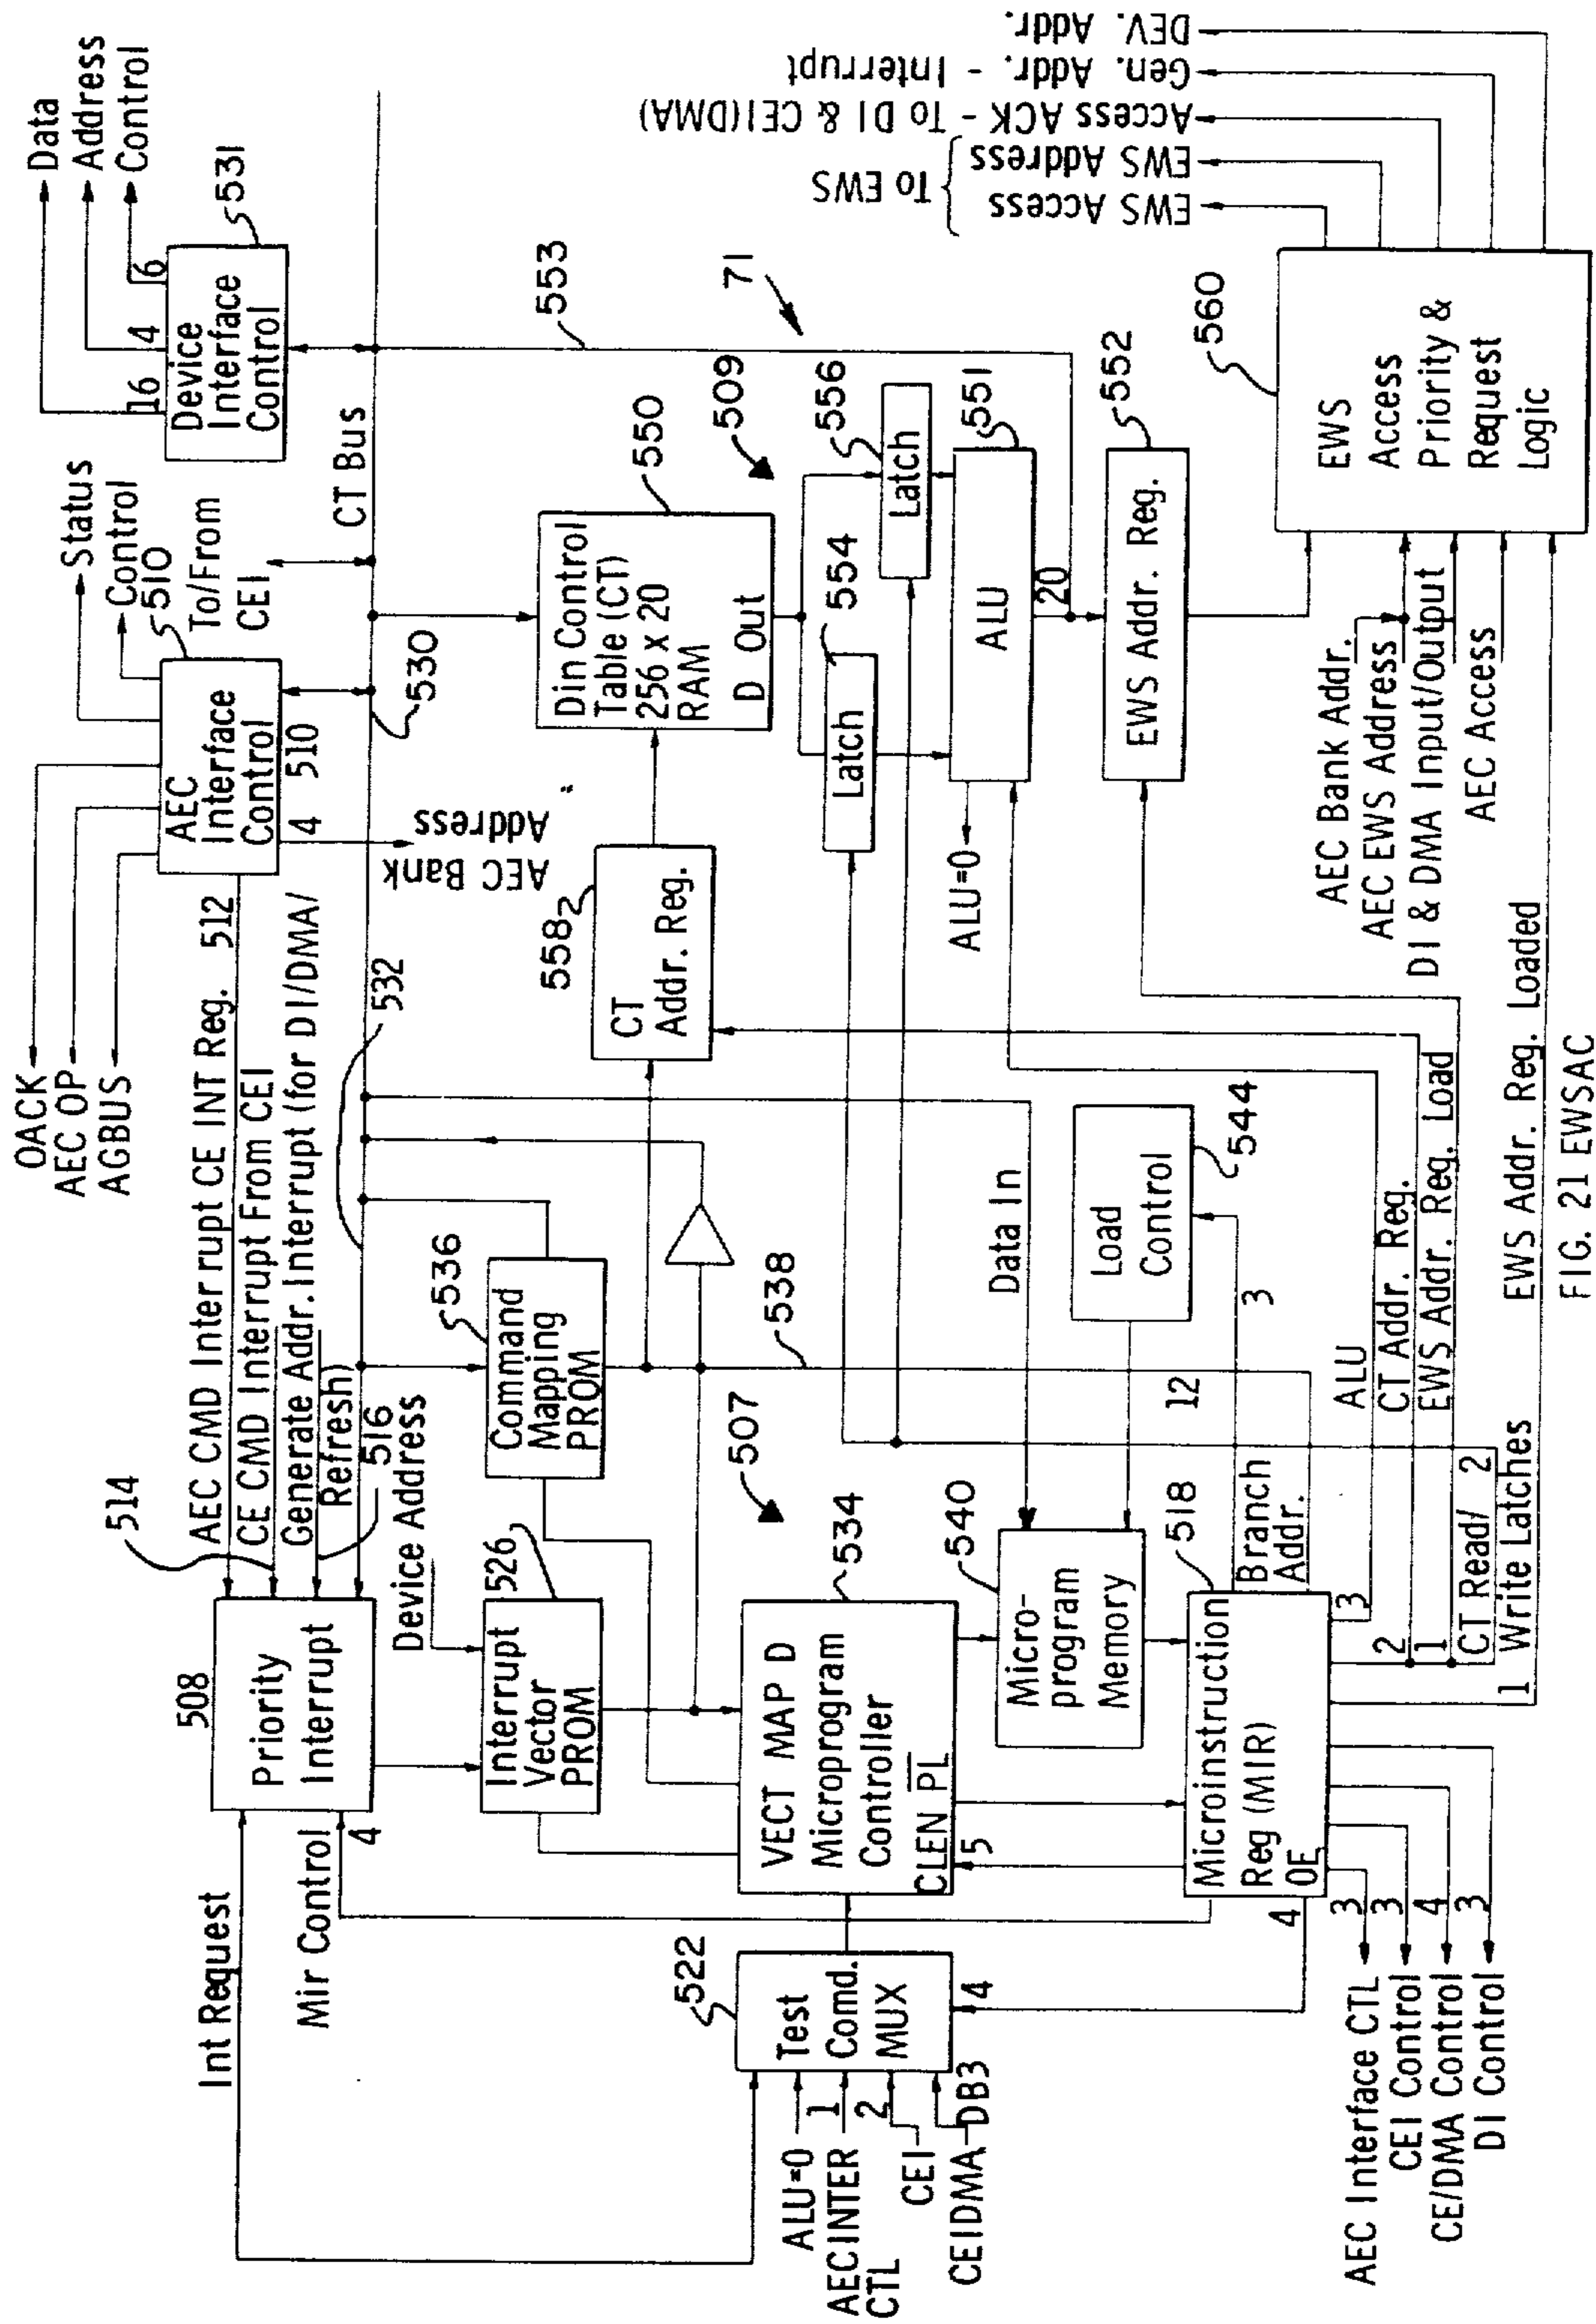 OACK
AEC OP
AGBUS
Status
Control
510
To/From
CEI
Data
Address
Control
AEC
Interface
Control
4
510
AEC Bank
Address
16
4
6
Device
Interface
Control
531
CT Bus
530
532
514
AEC CMD Interrupt CE INT Reg. 512
CE CMD Interrupt From CEI
Generate Addr. Interrupt (for DI/DMA/
Refresh)
516
Device Address
508
Priority
Interrupt
Int Request
Mir Control
4
526
Interrupt
Vector
PROM
536
Command
Mapping
PROM
538
507
534
VECT MAP D
Microprogram
Controller
CLEN PL
5
522
Test
Comd.
MUX
4
ALU=0
AECINTER
CTL
1
2
CEI
CEIDMA DB3
540
Micro-
program
Memory
Data In
544
Load
Control
3
12
Branch
Addr.
518
Microinstruction
Reg (MIR)
OE
4
3
3
4
3
AEC Interface CTL
CEI Control
CE/DMA Control
DI Control
3
ALU
2
CT Addr. Reg.
1
EWS Addr. Reg. Load
CT Read/ 2
Write Latches
1
EWS Addr. Reg. Loaded
558
CT
Addr. Reg.
550
Din Control
Table (CT)
256 x 20
RAM
D Out
509
554
Latch
556
Latch
551
ALU
ALU=0
20
553
71
552
EWS Addr. Reg.
560
EWS
Access
Priority &
Request
Logic
AEC Bank Addr.
AEC EWS Address
DI & DMA Input/Output
AEC Access
EWS Access
EWS Address
To EWS
Access ACK - To DI & CEI(DMA)
Gen. Addr. - Interrupt
DEV. Addr.
FIG. 21 EWSAC